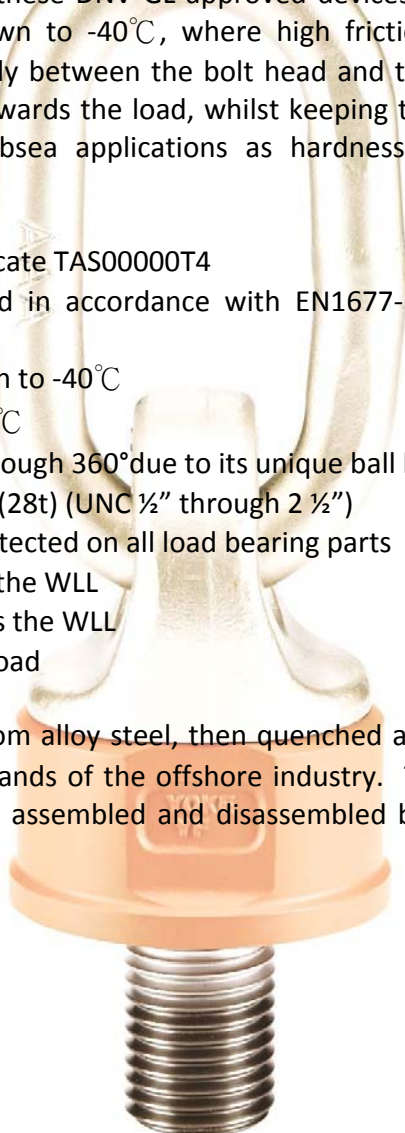 these DNV GL approved devices
wn to -40℃, where high frictio
ly between the bolt head and t
wards the load, whilst keeping t
bsea applications as hardness
cate TAS00000T4
d in accordance with EN1677-
n to -40℃
℃
ough 360°due to its unique ball
(28t) (UNC ½” through 2 ½”)
tected on all load bearing parts
the WLL
s the WLL
oad
om alloy steel, then quenched a
ands of the offshore industry.
assembled and disassembled b
YOKE